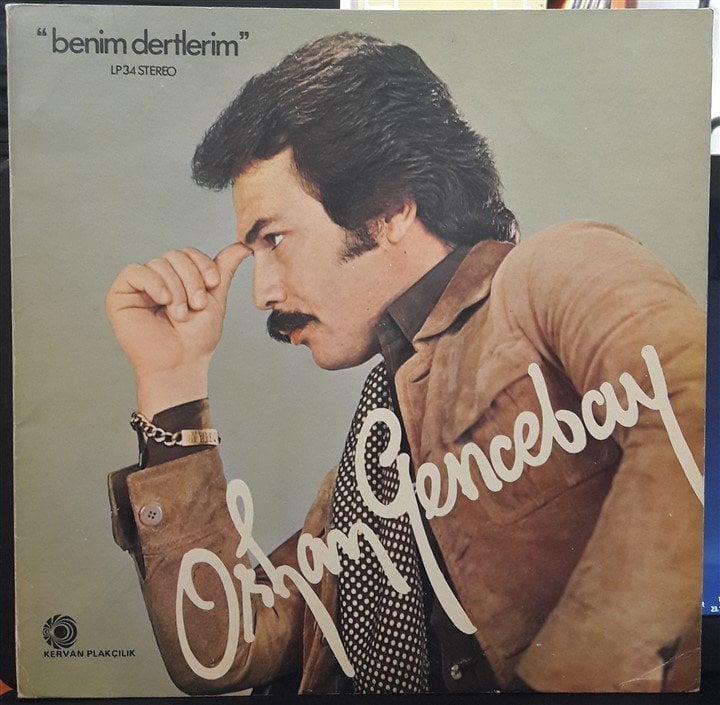 “benim dertlerim”
LP 34 STEREO
Orhan Gencebay
KERVAN PLAKÇILIK